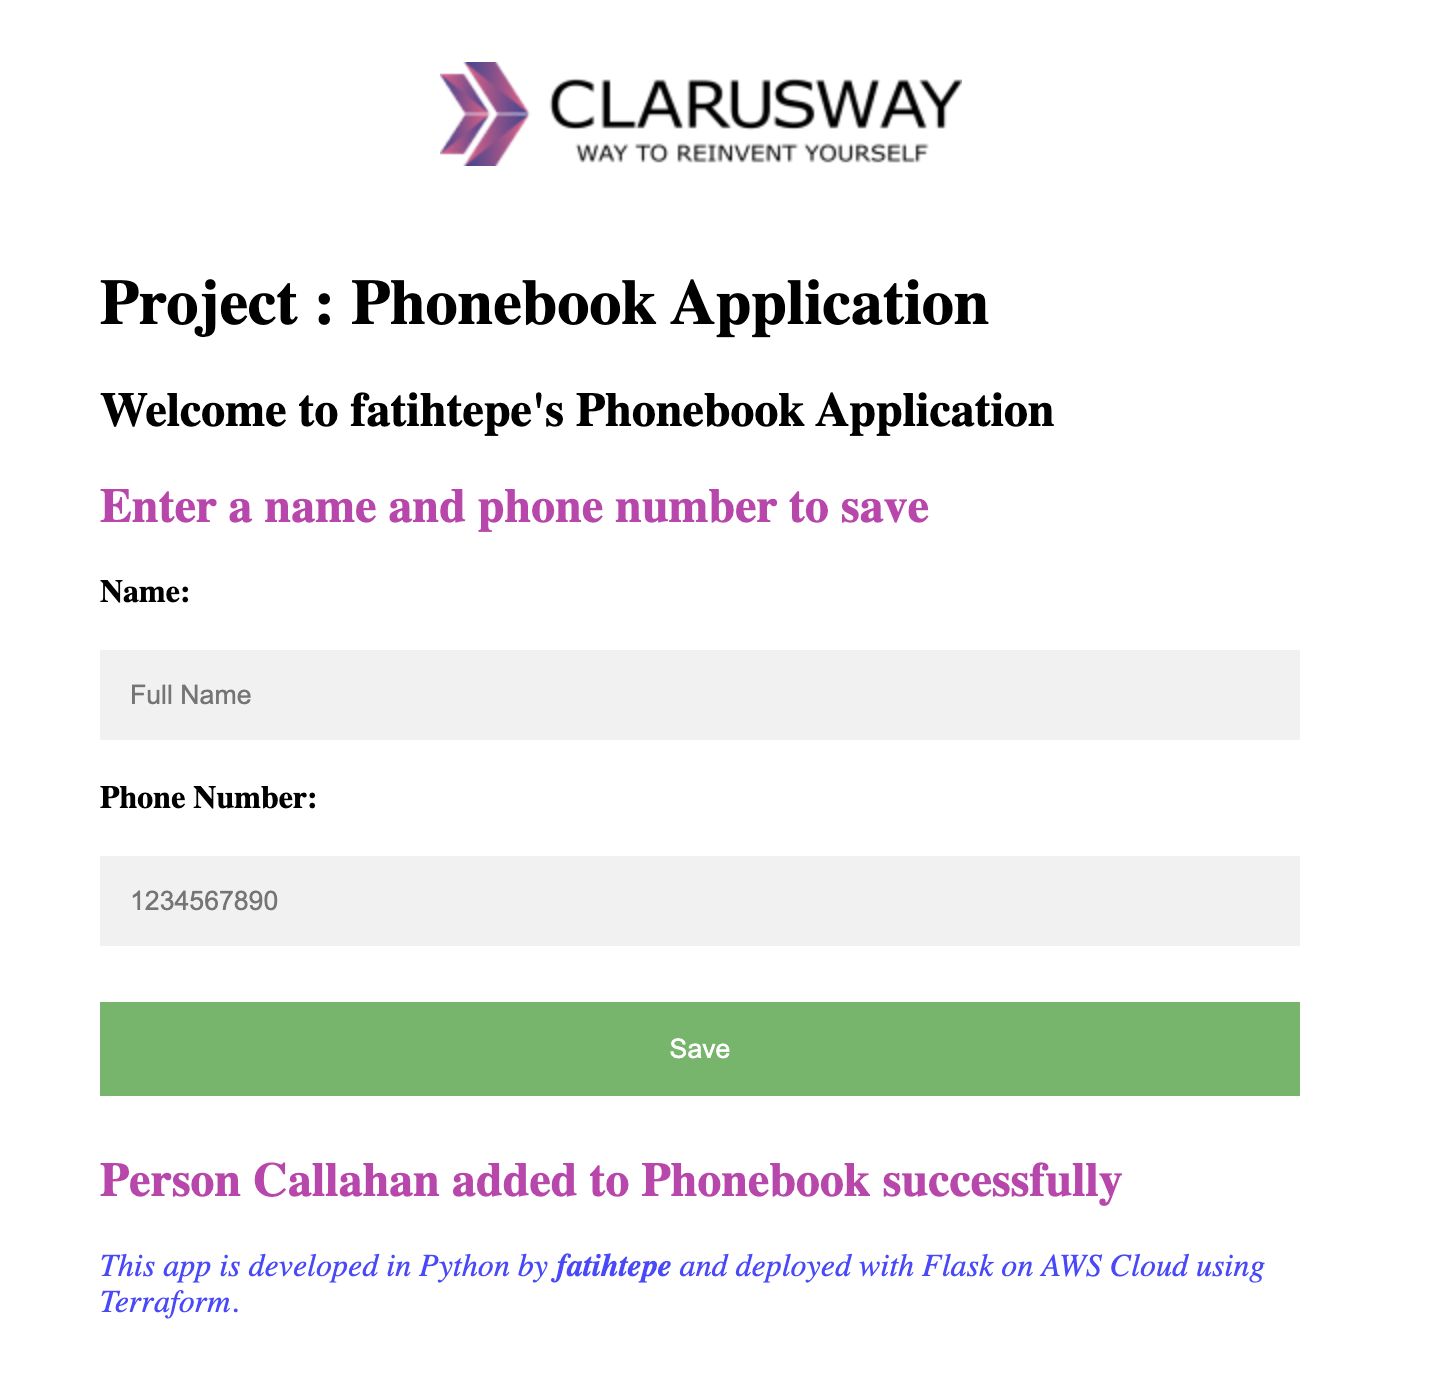 CLARUSWAY
WAY TO REINVENT YOURSELF
Project : Phonebook Application
Welcome to fatihtepe's Phonebook Application
Enter a name and phone number to save
Name:
Full Name
Phone Number:
1234567890
Save
Person Callahan added to Phonebook successfully
This app is developed in Python by fatihtepe and deployed with Flask on AWS Cloud using
Terraform.